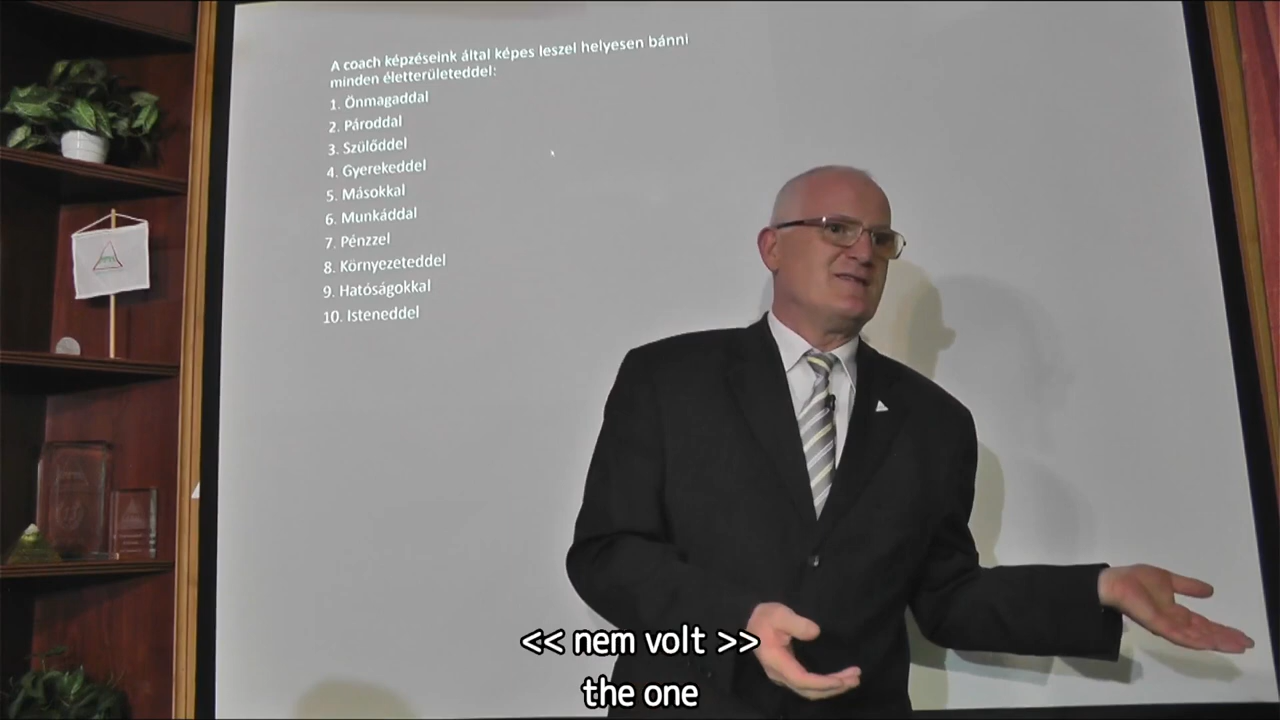 A coach képzéseink által képes leszel helyesen bánni
minden életterületeddel:
1. Önmagaddal
2. Pároddal
3. Szülőddel
4. Gyerekeddel
5. Másokkal
6. Munkáddal
7. Pénzzel
8. Környezeteddel
9. Hatóságokkal
10. Isteneddel
<< nem volt >>
the one